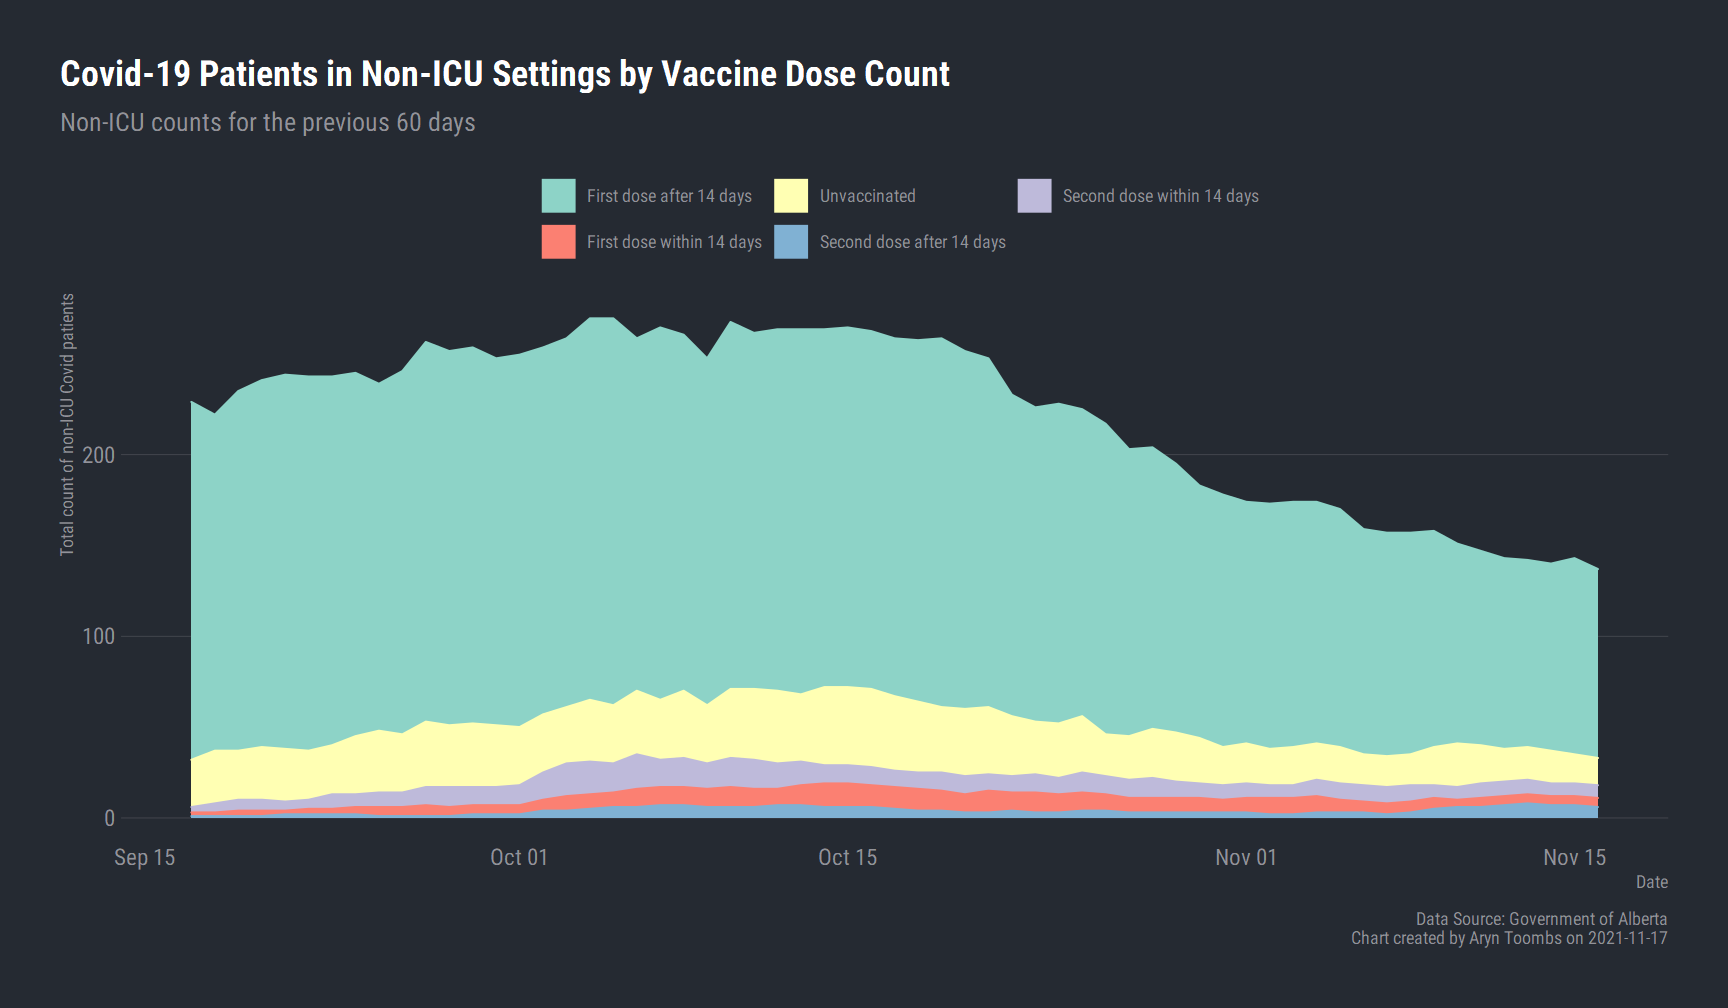 Covid-19 Patients in Non-ICU Settings by Vaccine Dose Count
Non-ICU counts for the previous 60 days
First dose after 14 days
Unvaccinated
Second dose within 14 days
First dose within 14 days
Second dose after 14 days
Total count of non-ICU Covid patients
200
100
0
Sep 15
Oct 01
Oct 15
Nov 01
Nov 15
Date
Data Source: Government of Alberta
Chart created by Aryn Toombs on 2021-11-17